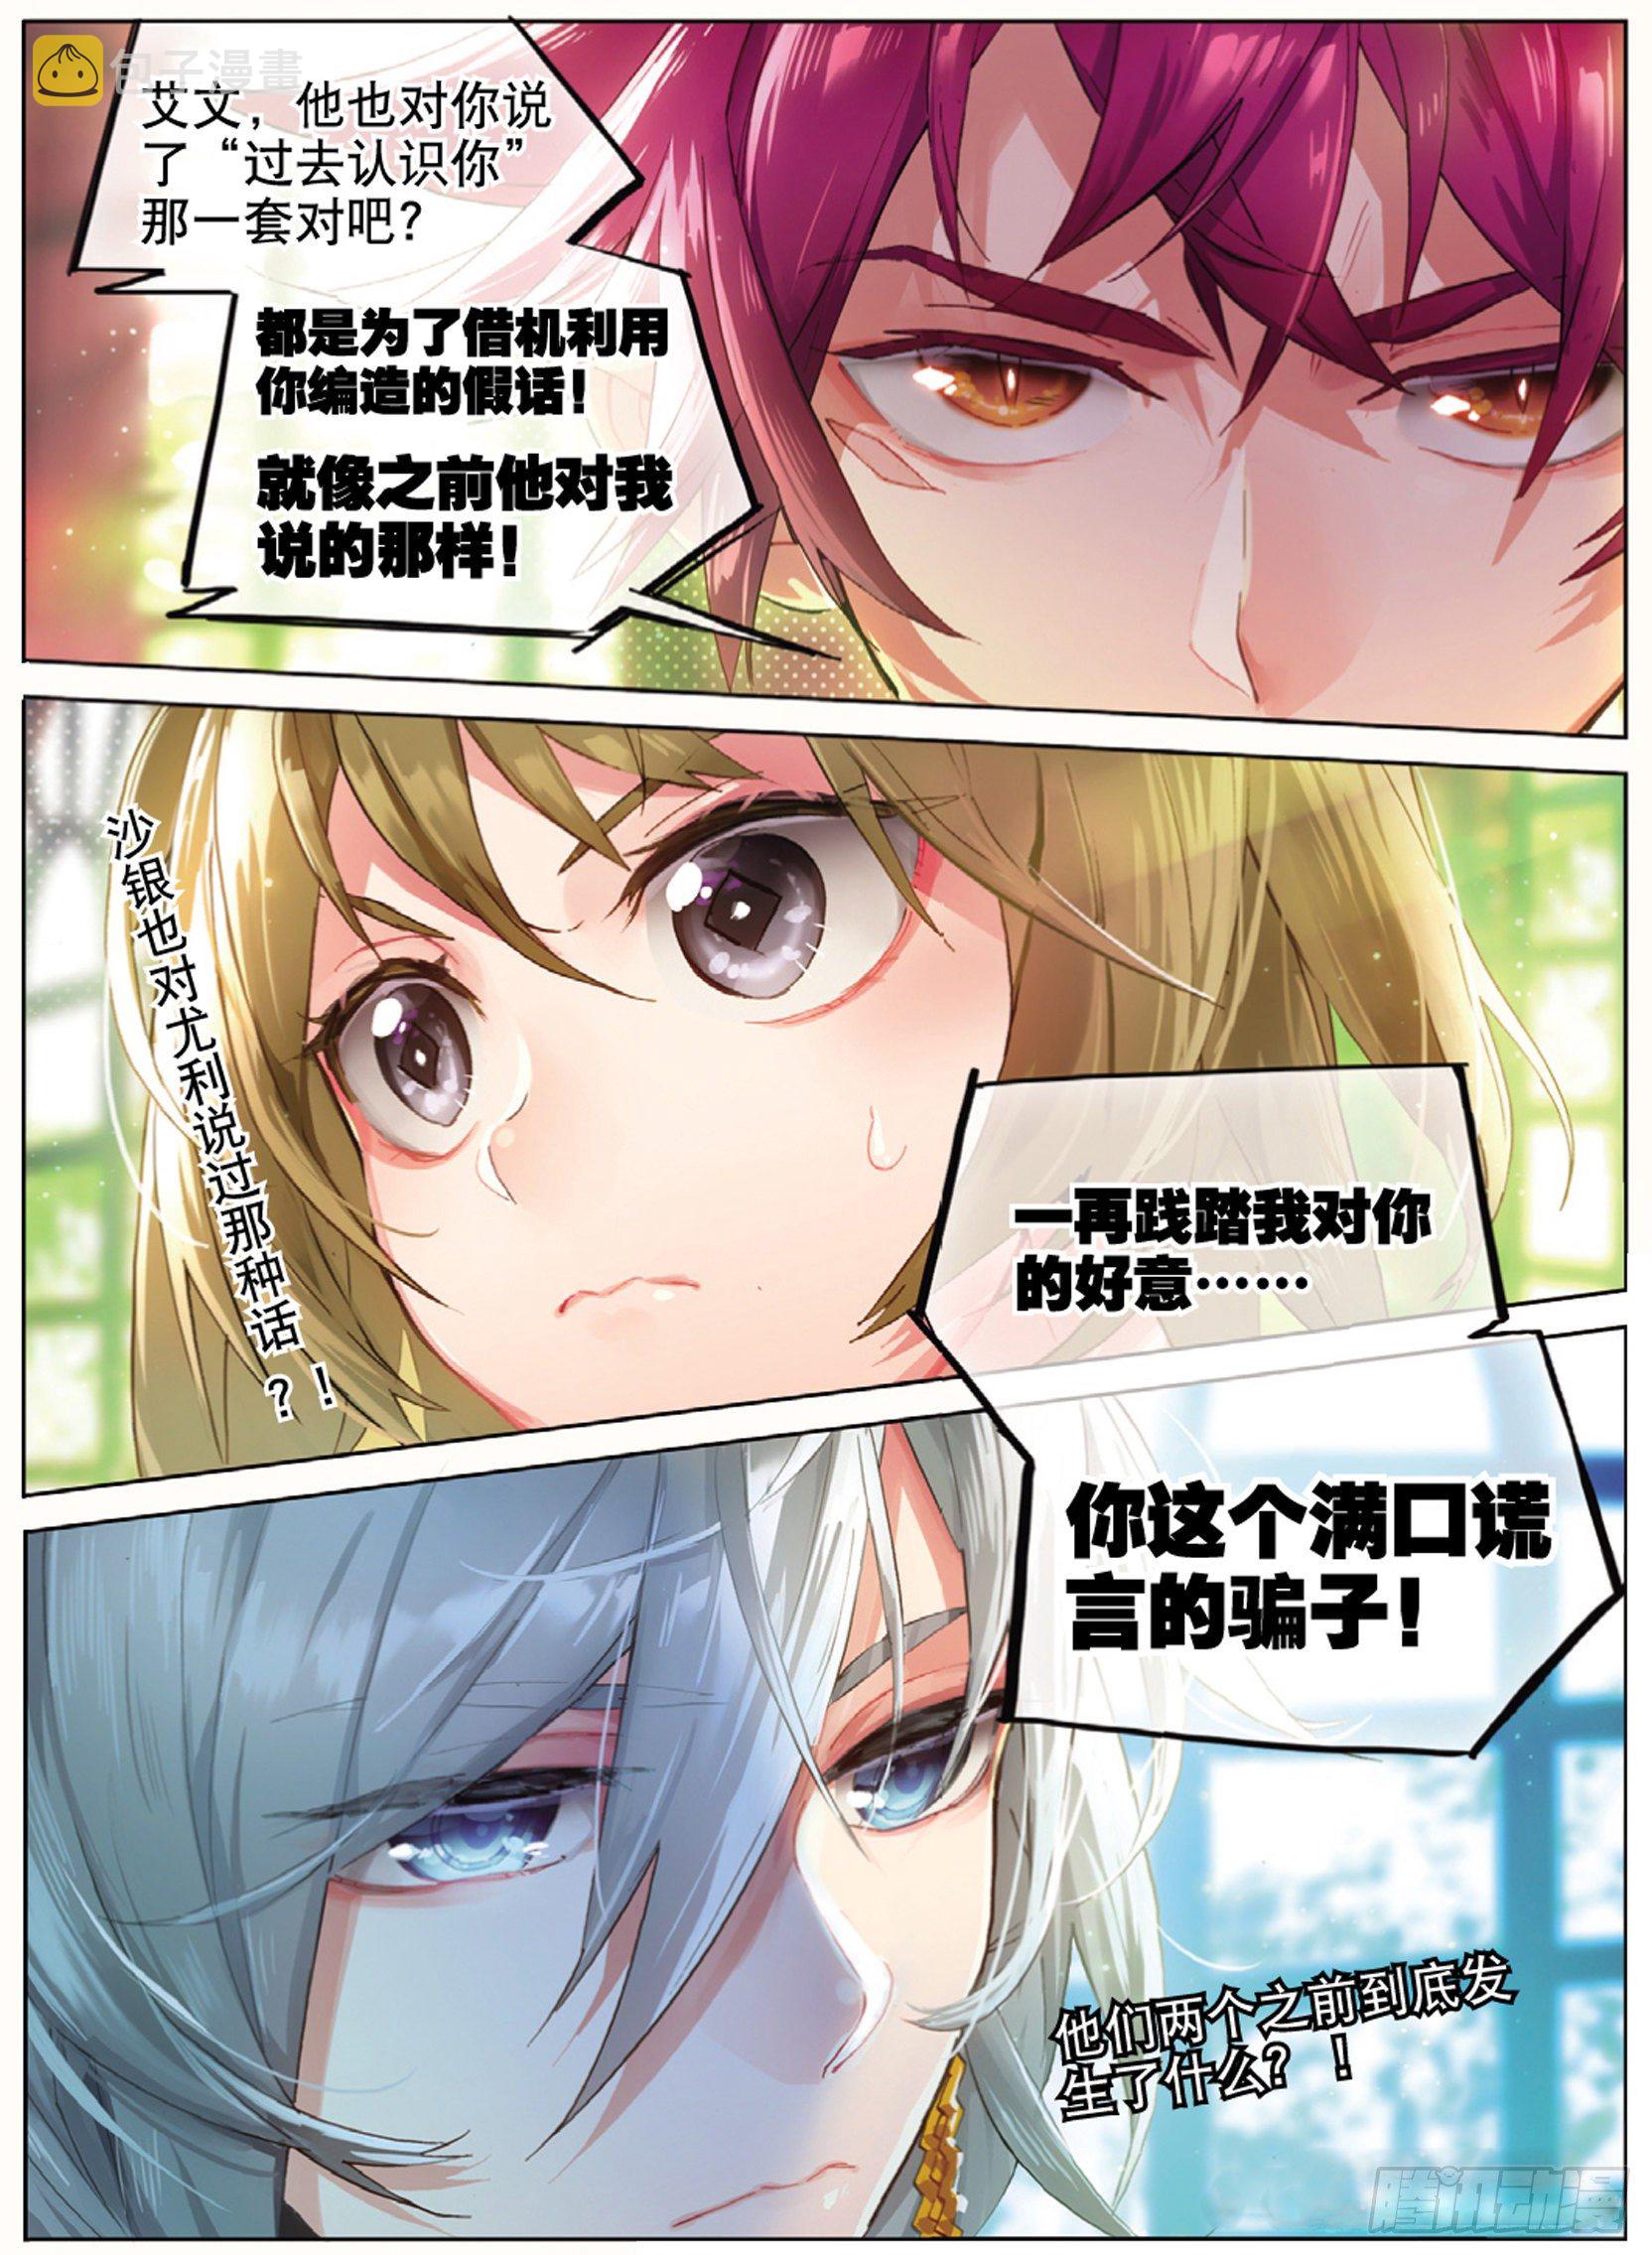 包子漫畫
艾文，他也对你说
了“过去认识你”
那一套对吧？
都是为了借机利用
你编造的假话！
就像之前他对我
说的那样！
沙银也对尤利说过那种话？！
一再践踏我对你
的好意……
你这个满口谎
言的骗子！
他们两个之前到底发
生了什么？！
腾讯动漫